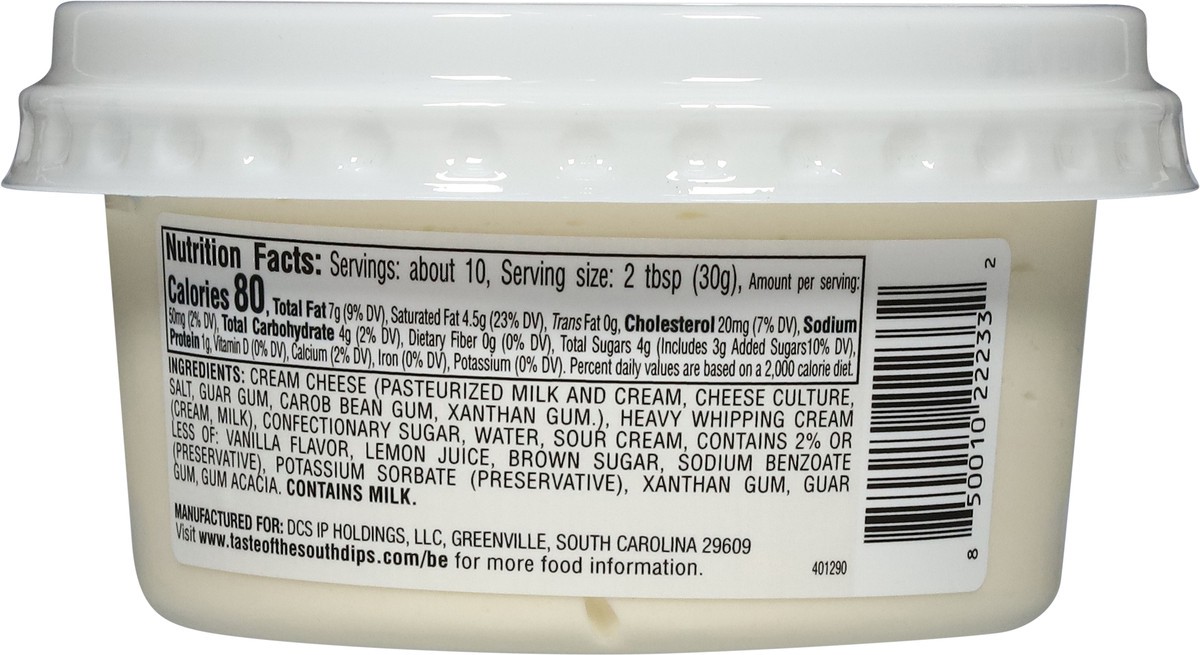 Nutrition Facts: Servings: about 10, Serving size: 2 tbsp (30g), Amount per serving:
Calories 80, Total Fat 7g (9% DV), Saturated Fat 4.5g (23% DV), Trans Fat 0g, Cholesterol 20mg (7% DV), Sodium
50mg (2% DV), Total Carbohydrate 4g (2% DV), Dietary Fiber 0g (0% DV), Total Sugars 4g (Includes 3g Added Sugars10% DV),
Protein 1g, Vitamin D (0% DV), Calcium (2% DV), Iron (0% DV), Potassium (0% DV). Percent daily values are based on a 2,000 calorie diet.
INGREDIENTS: CREAM CHEESE (PASTEURIZED MILK AND CREAM, CHEESE CULTURE,
SALT, GUAR GUM, CAROB BEAN GUM, XANTHAN GUM.), HEAVY WHIPPING CREAM
(CREAM, MILK), CONFECTIONARY SUGAR, WATER, SOUR CREAM, CONTAINS 2% OR
LESS OF: VANILLA FLAVOR, LEMON JUICE, BROWN SUGAR, SODIUM BENZOATE
(PRESERVATIVE), POTASSIUM SORBATE (PRESERVATIVE), XANTHAN GUM, GUAR
GUM, GUM ACACIA. CONTAINS MILK.
MANUFACTURED FOR: DCS IP HOLDINGS, LLC, GREENVILLE, SOUTH CAROLINA 29609
Visit www.tasteofthesouthdips.com/be for more food information.
401290
8 50010 22233 2